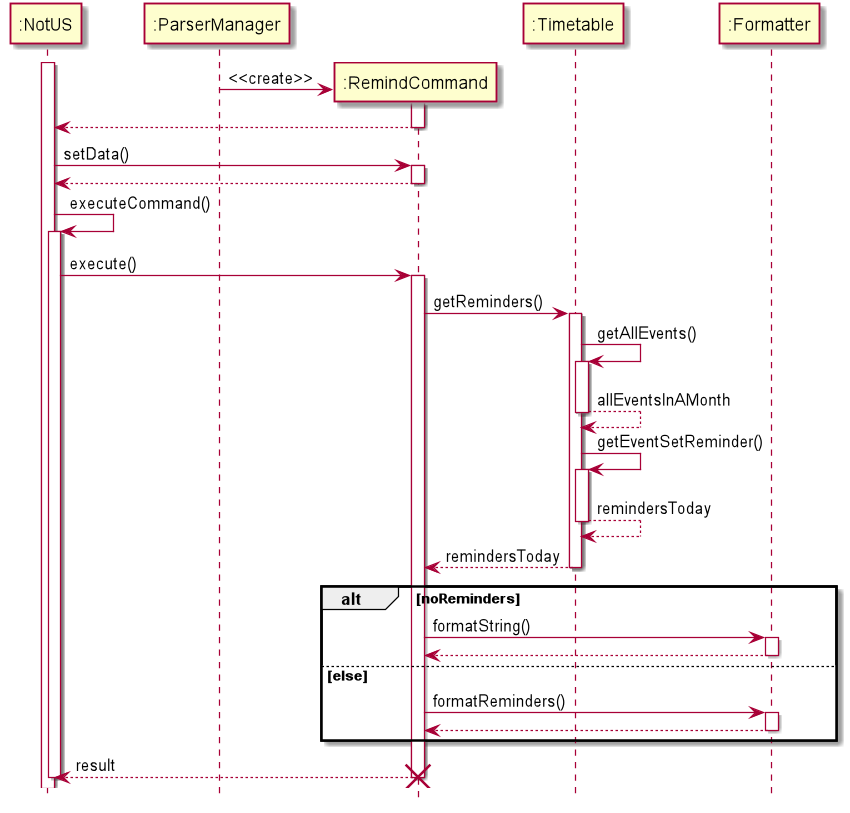 :NotUS
:ParserManager
:Timetable
:Formatter
<<create>>
:RemindCommand
setData()
executeCommand()
execute()
getReminders()
getAllEvents()
allEventsInAMonth
getEventSetReminder()
remindersToday
remindersToday
alt
[noReminders]
formatString()
[else]
formatReminders()
result